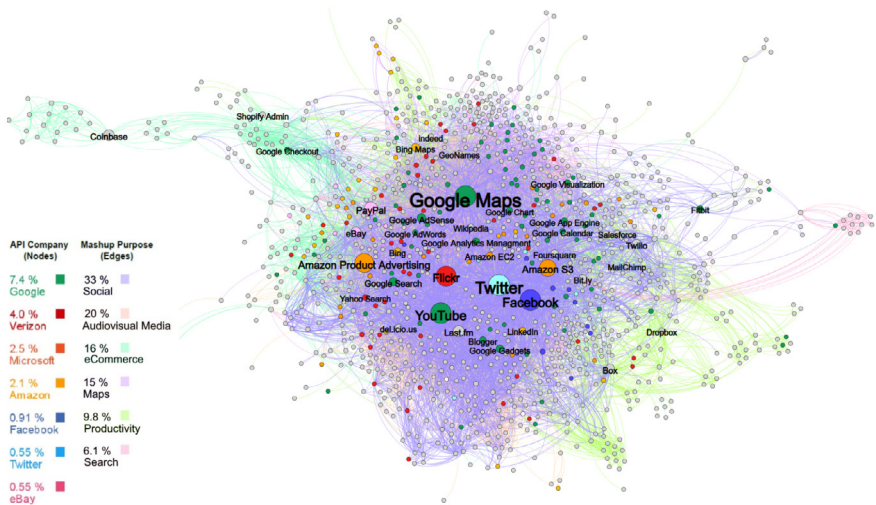 Shopify Admin
Coinbase
Indeed
Google Checkout
Bing Maps
GeoNames
Google Visualization
Google Maps
PayPal
Google Chart
Fitbit
Google AdSense
Google App Engine
Wikipedia
eBay
Google AdWords
Google Calendar
Salesforce
Google Analytics Managment
Twilio
API Company
(Nodes)
Mashup Purpose
(Edges)
Bing
Amazon EC2
Foursquare
Amazon Product Advertising
Amazon S3
MailChimp
7.4 %
Google
33 %
Social
Flickr
Google Search
Bit.ly
Twitter
Yahoo Search
Facebook
4.0 %
Verizon
20 %
Audiovisual Media
YouTube
del.icio.us
Last.fm
LinkedIn
Dropbox
Blogger
Google Gadgets
2.5 %
Microsoft
16 %
eCommerce
Box
2.1 %
Amazon
15 %
Maps
0.91 %
Facebook
9.8 %
Productivity
0.55 %
Twitter
6.1 %
Search
0.55 %
eBay